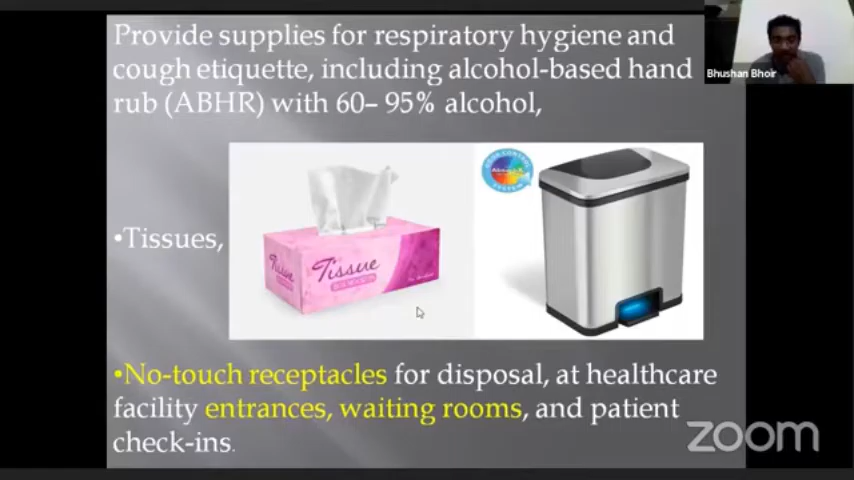 Provide supplies for respiratory hygiene and
cough etiquette, including alcohol-based hand
rub (ABHR) with 60– 95% alcohol,
Bhushan Bhoir
•Tissues,
Tissue
Tissue
•No-touch receptacles for disposal, at healthcare
facility entrances, waiting rooms, and patient
check-ins.
zoom